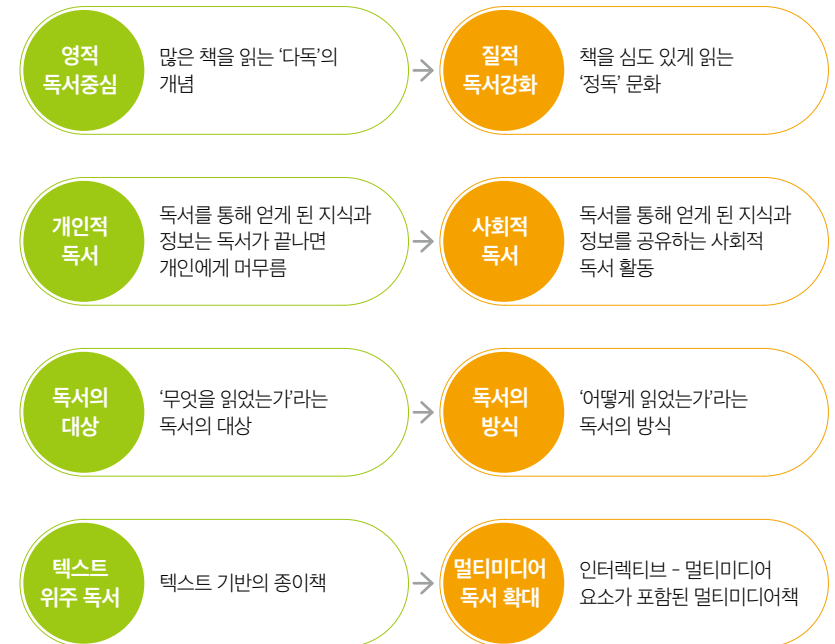 영적
독서중심
많은 책을 읽는 ‘다독’의
개념
질적
독서강화
책을 심도 있게 읽는
‘정독’ 문화
개인적
독서
독서를 통해 얻게 된 지식과
정보는 독서가 끝나면
개인에게 머무름
사회적
독서
독서를 통해 얻게 된 지식과
정보를 공유하는 사회적
독서 활동
독서의
대상
‘무엇을 읽었는가’라는
독서의 대상
독서의
방식
‘어떻게 읽었는가’라는
독서의 방식
텍스트
위주 독서
텍스트 기반의 종이책
멀티미디어
독서 확대
인터렉티브 - 멀티미디어
요소가 포함된 멀티미디어책